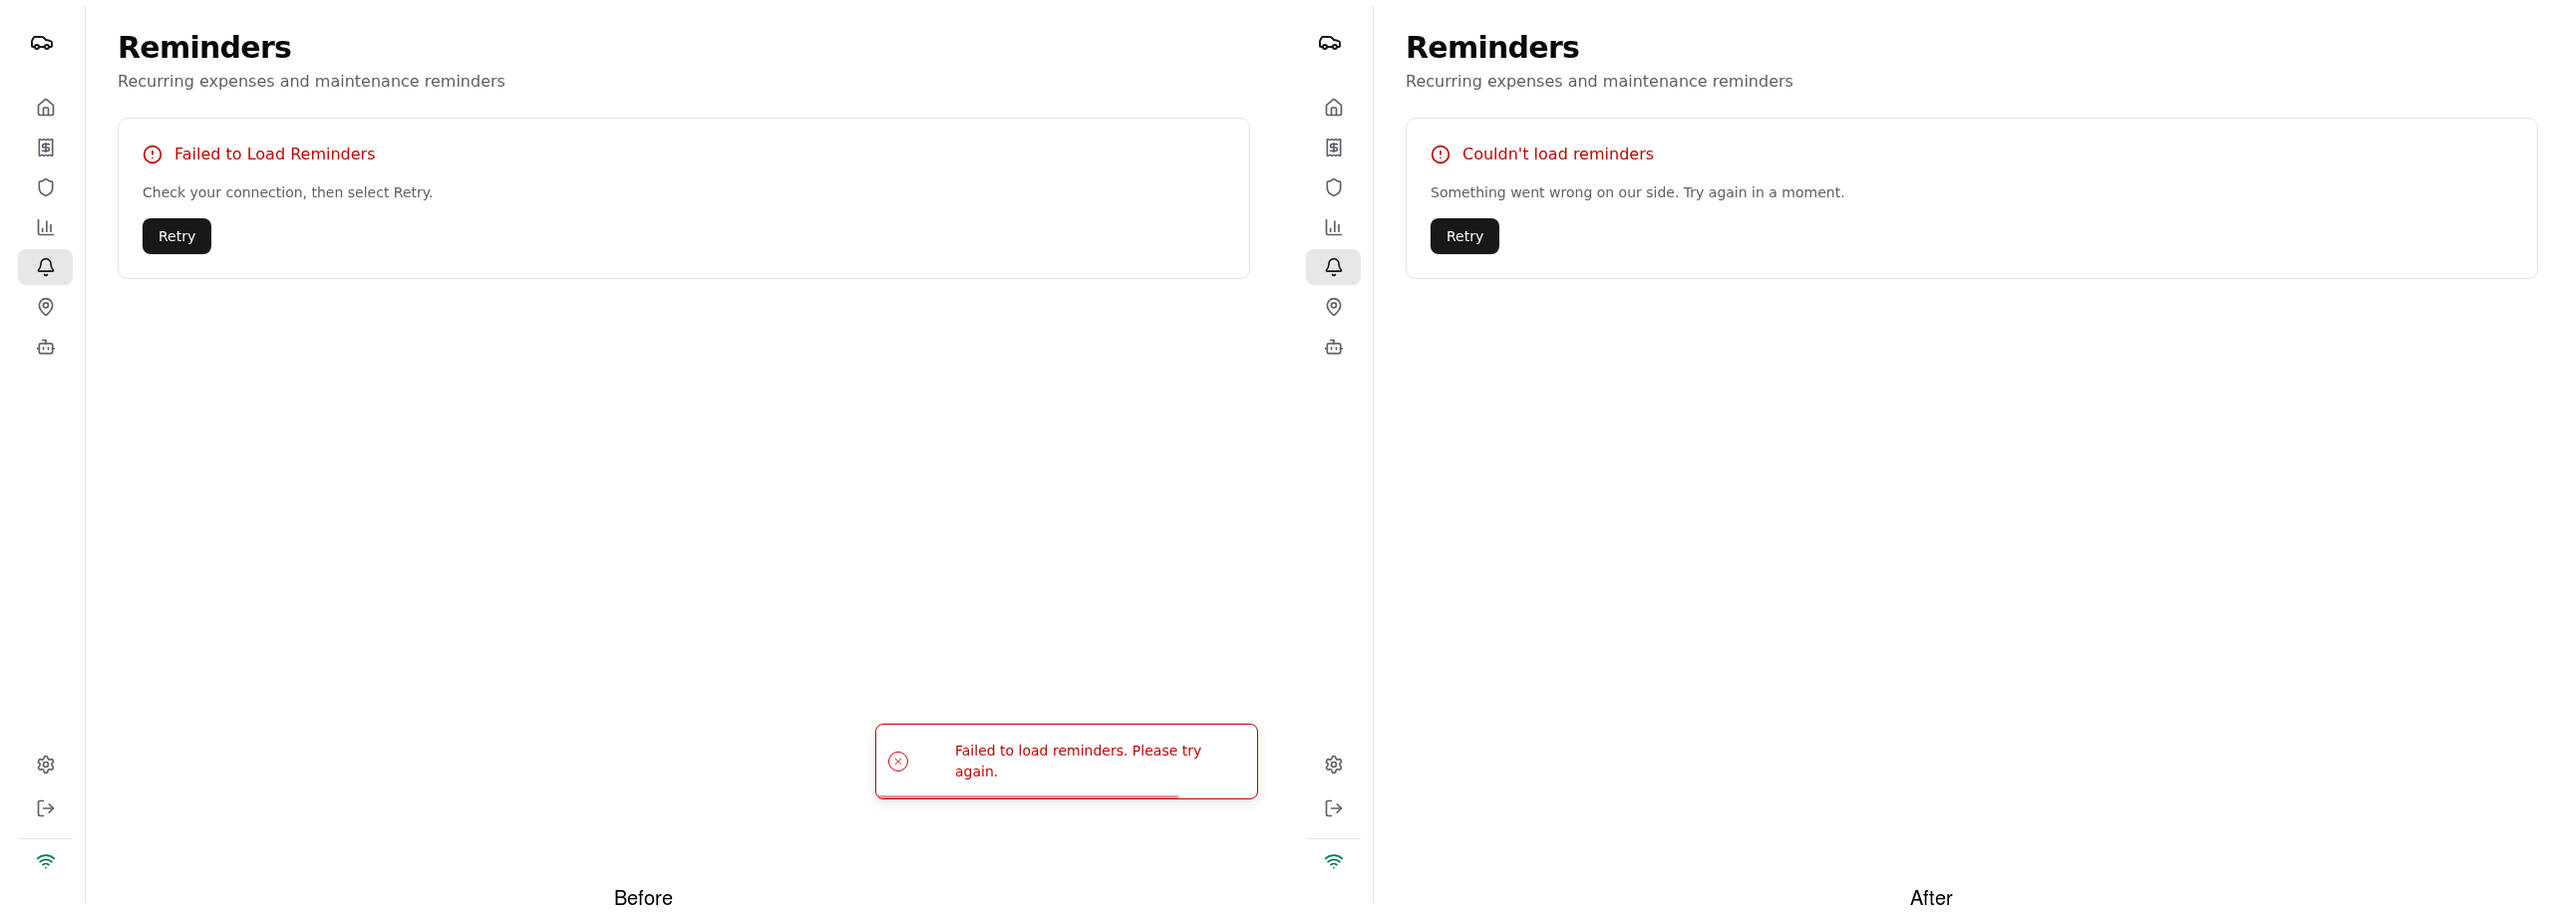 Reminders
Recurring expenses and maintenance reminders
Failed to Load Reminders
Check your connection, then select Retry.
Retry
Failed to load reminders. Please try
again.
Before
Reminders
Recurring expenses and maintenance reminders
Couldn't load reminders
Something went wrong on our side. Try again in a moment.
Retry
After